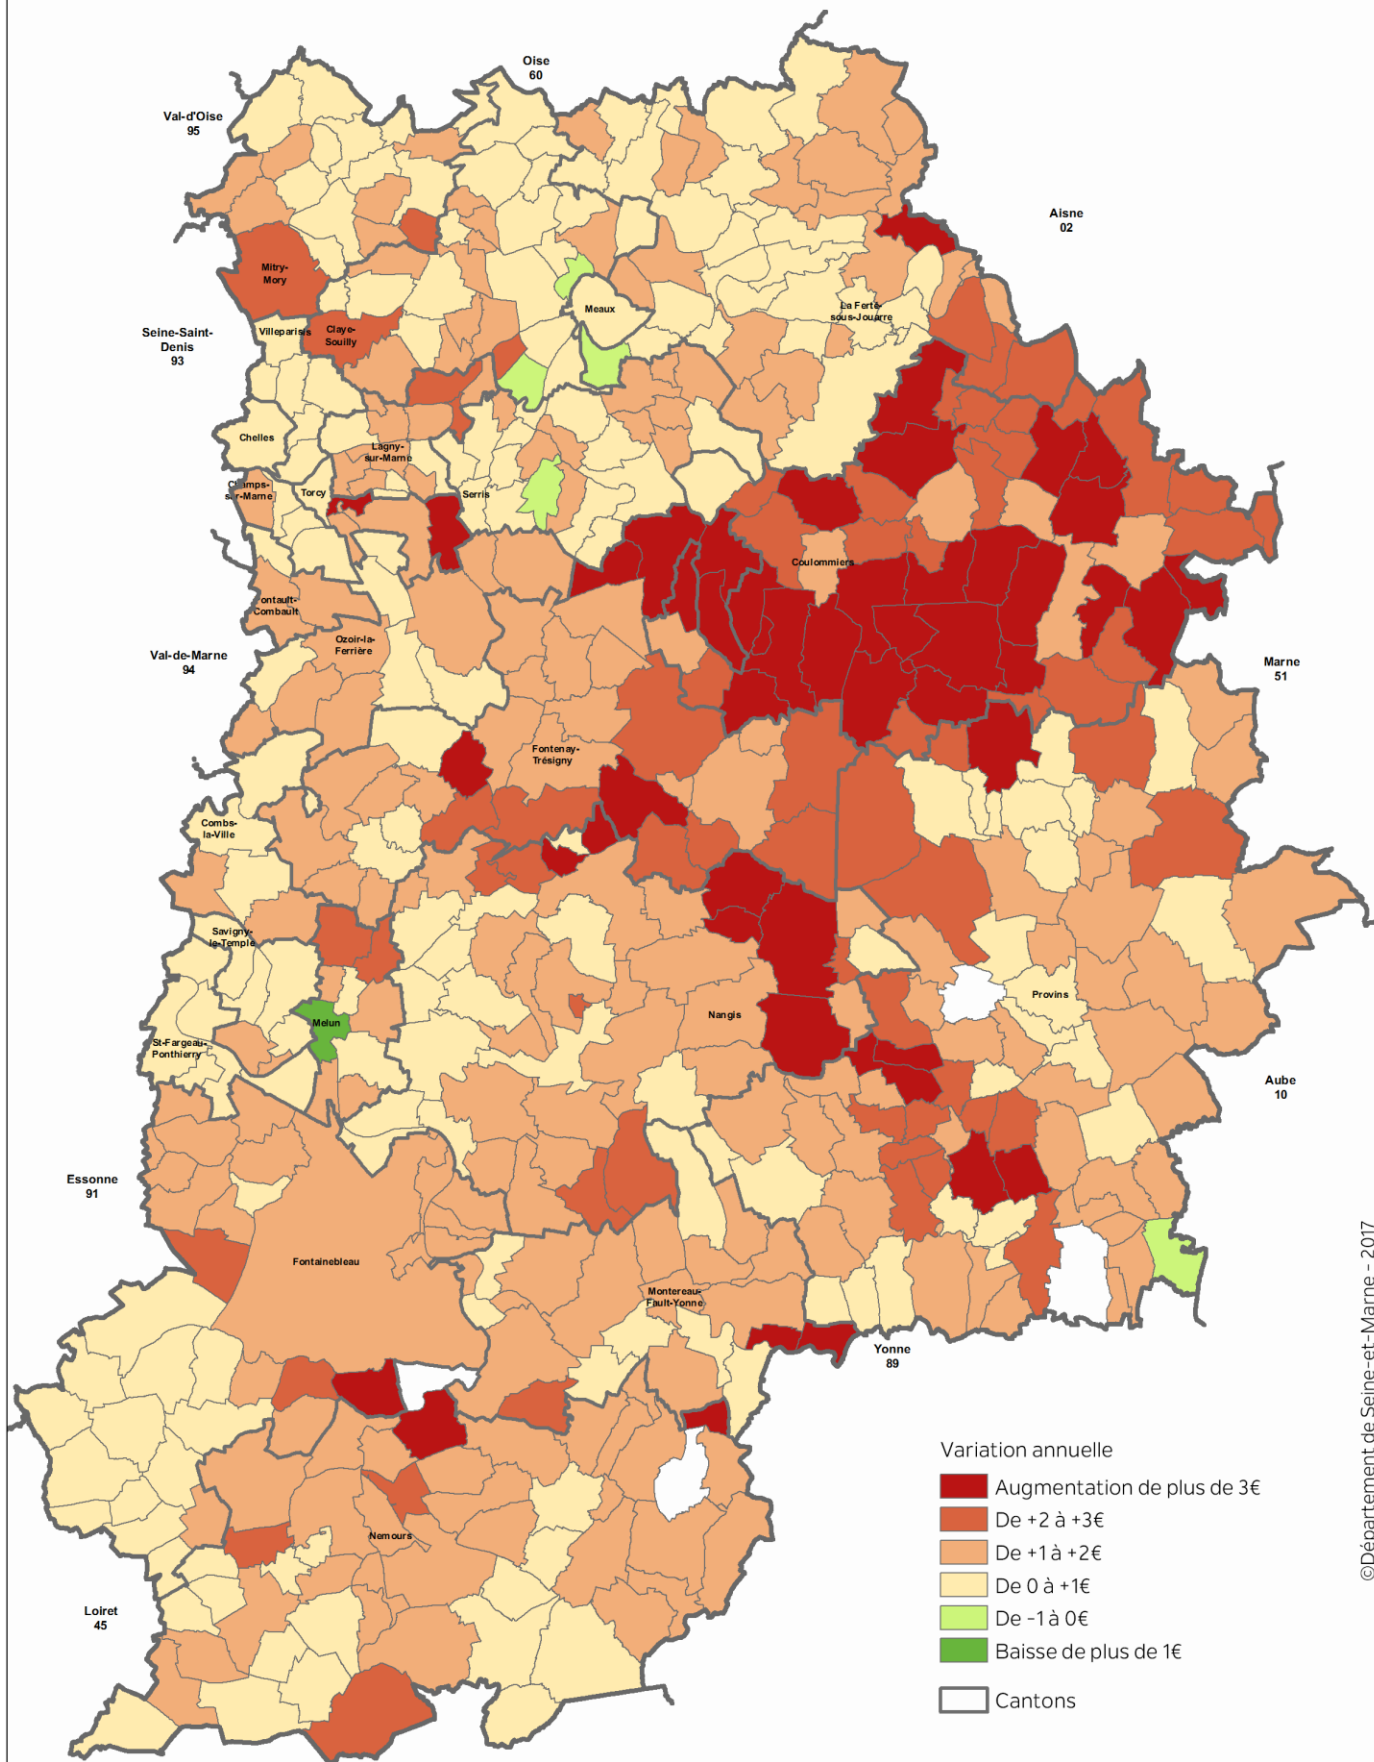 Oise
60
Val-d'Oise
95
Aisne
02
Mitry-
Mory
Meaux
La Ferté-
sous-Jouarre
Seine-Saint-
Denis
93
Villeparisis
Claye-
Souilly
Chelles
Lagny-
sur-Marne
Champs-
sur-Marne
Torcy
Serris
Coulommiers
Pontault-
Combault
Ozoir-la-
Ferrière
Val-de-Marne
94
Marne
51
Fontenay-
Trésigny
Combs-
la-Ville
Savigny-
le-Temple
Provins
Nangis
Melun
St-Fargeau-
Ponthierry
Aube
10
Essonne
91
Fontainebleau
Montereau-
Fault-Yonne
Yonne
89
Nemours
Loiret
45
Variation annuelle
Augmentation de plus de 3€
De +2 à +3€
De +1 à +2€
De 0 à +1€
De -1 à 0€
Baisse de plus de 1€
Cantons
©Département de Seine-et-Marne - 2017